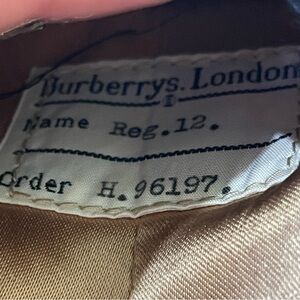 Burberrys. London
Name Reg.12.
Order H.96197.